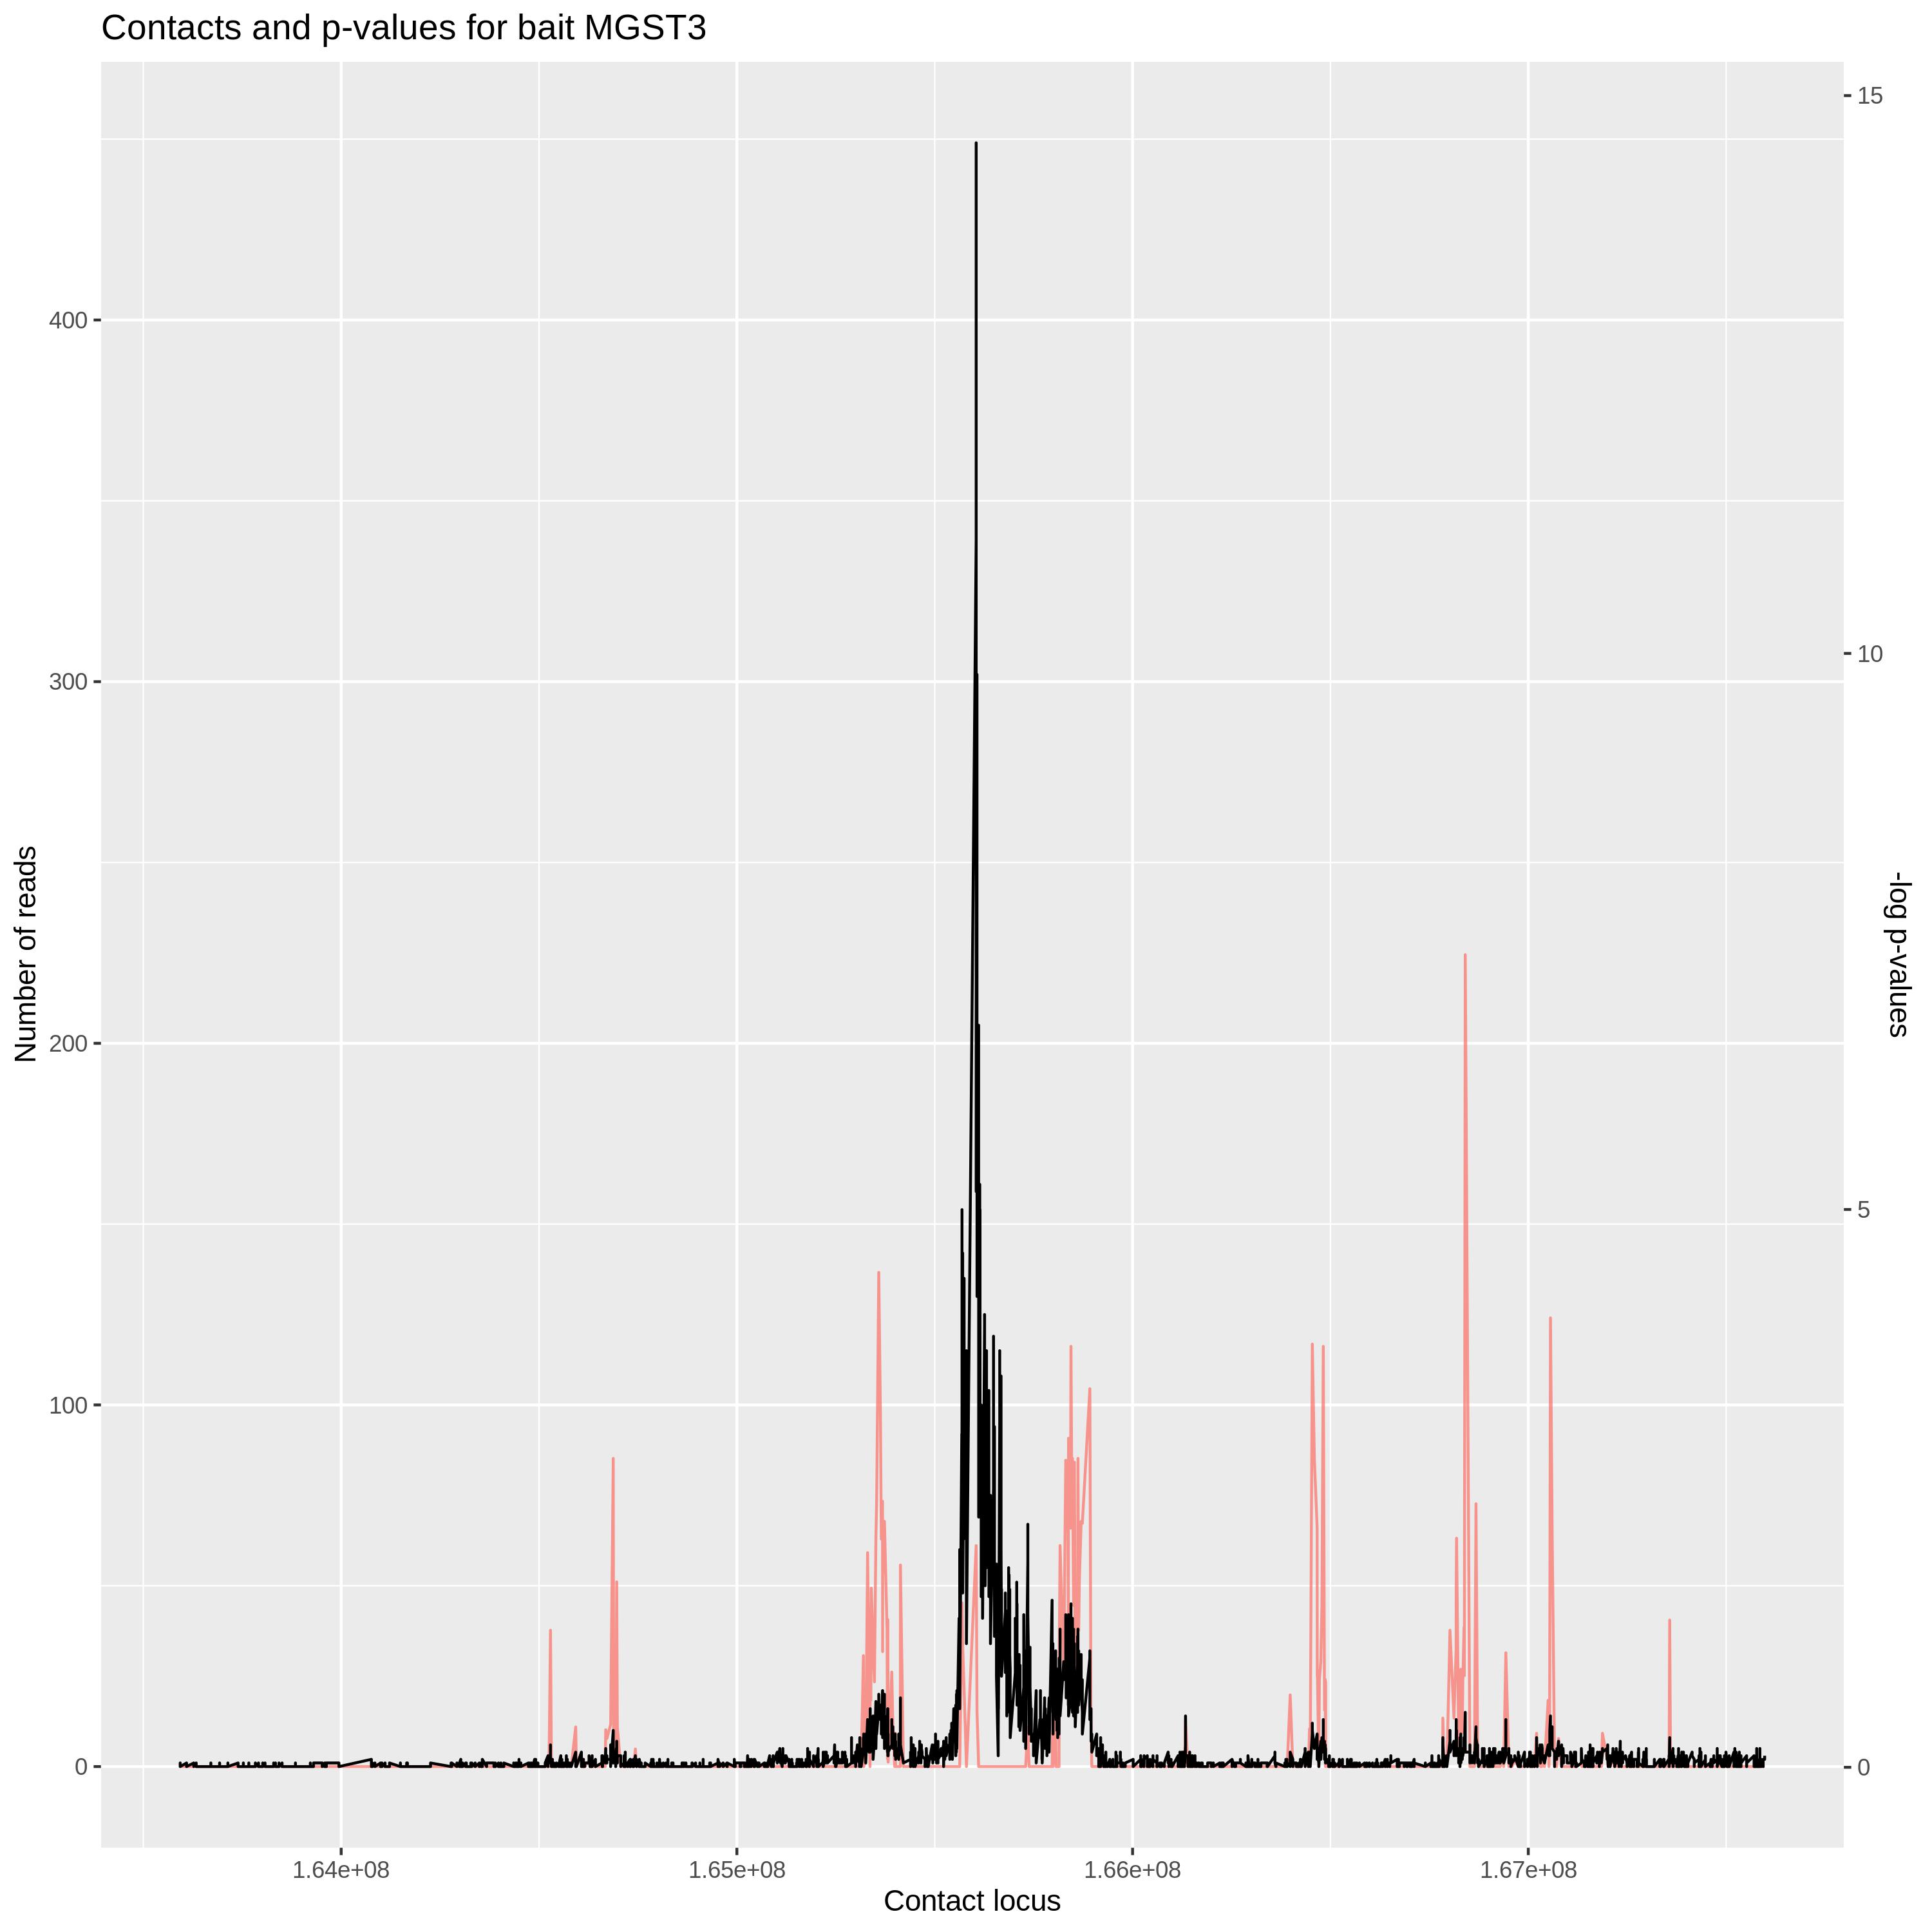 Contacts and p-values for bait MGST3
15
400
10
300
Number of reads
-log p-values
200
5
100
0
0
1.64e+08
1.65e+08
1.66e+08
1.67e+08
Contact locus